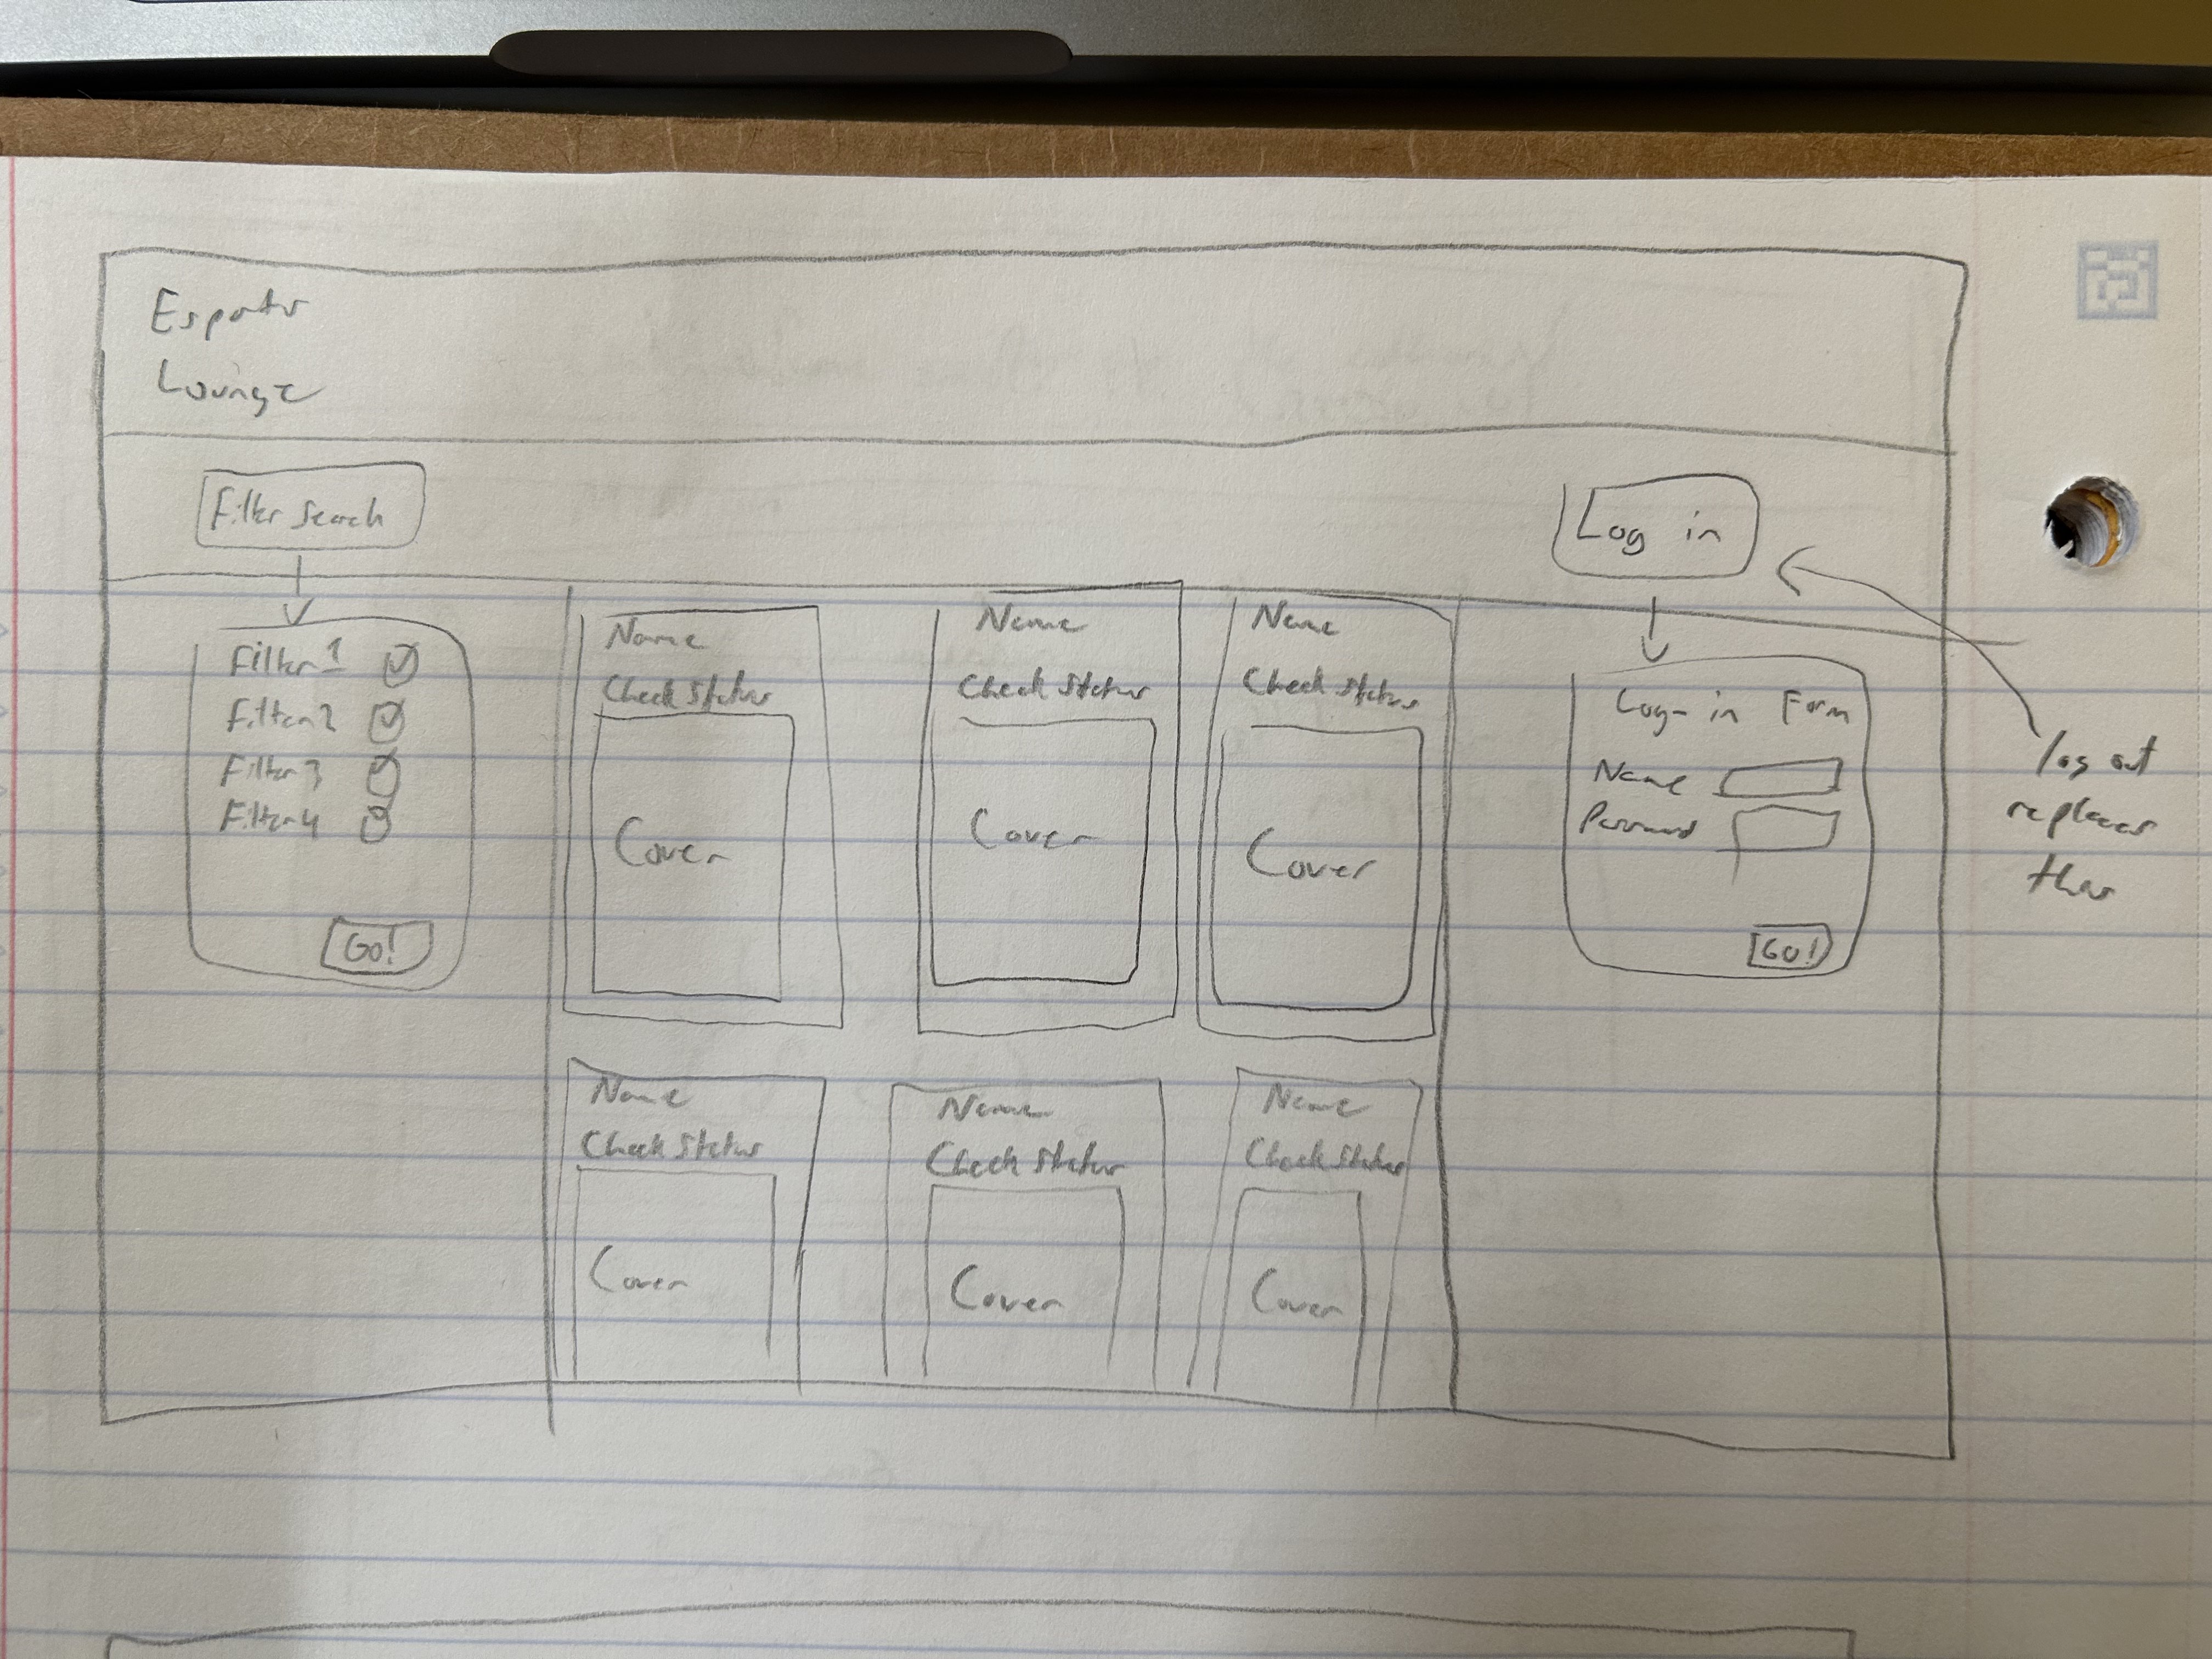 Esports
Lounge
Filter Search
Log in
Filter 1
Filter 2
Filter 3
Filter 4
Go!
Name
Check Status
Cover
Name
Check Status
Cover
Name
Check Status
Cover
Log-in Form
Name
Password
Go!
log out
replaces
this
Name
Check Status
Cover
Name
Check Status
Cover
Name
Check Status
Cover